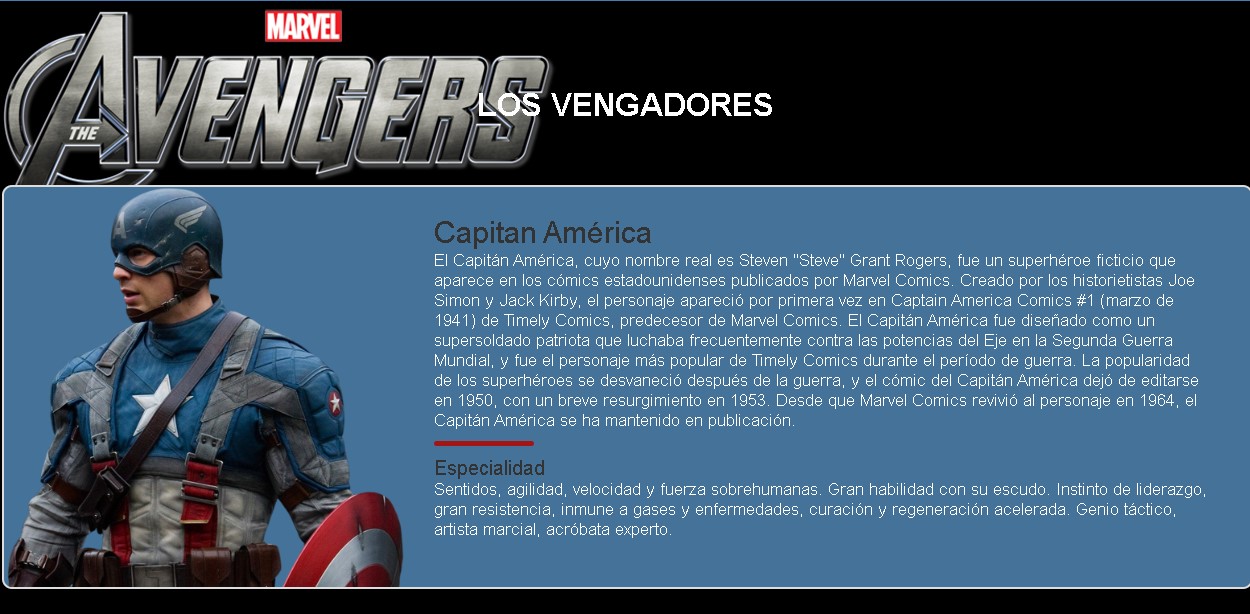 MARVEL
THE AVENGERS
LOS VENGADORES
Capitan América
El Capitán América, cuyo nombre real es Steven "Steve" Grant Rogers, fue un superhéroe ficticio que
aparece en los cómics estadounidenses publicados por Marvel Comics. Creado por los historietistas Joe
Simon y Jack Kirby, el personaje apareció por primera vez en Captain America Comics #1 (marzo de
1941) de Timely Comics, predecesor de Marvel Comics. El Capitán América fue diseñado como un
supersoldado patriota que luchaba frecuentemente contra las potencias del Eje en la Segunda Guerra
Mundial, y fue el personaje más popular de Timely Comics durante el período de guerra. La popularidad
de los superhéroes se desvaneció después de la guerra, y el cómic del Capitán América dejó de editarse
en 1950, con un breve resurgimiento en 1953. Desde que Marvel Comics revivió al personaje en 1964, el
Capitán América se ha mantenido en publicación.
Especialidad
Sentidos, agilidad, velocidad y fuerza sobrehumanas. Gran habilidad con su escudo. Instinto de liderazgo,
gran resistencia, inmune a gases y enfermedades, curación y regeneración acelerada. Genio táctico,
artista marcial, acróbata experto.